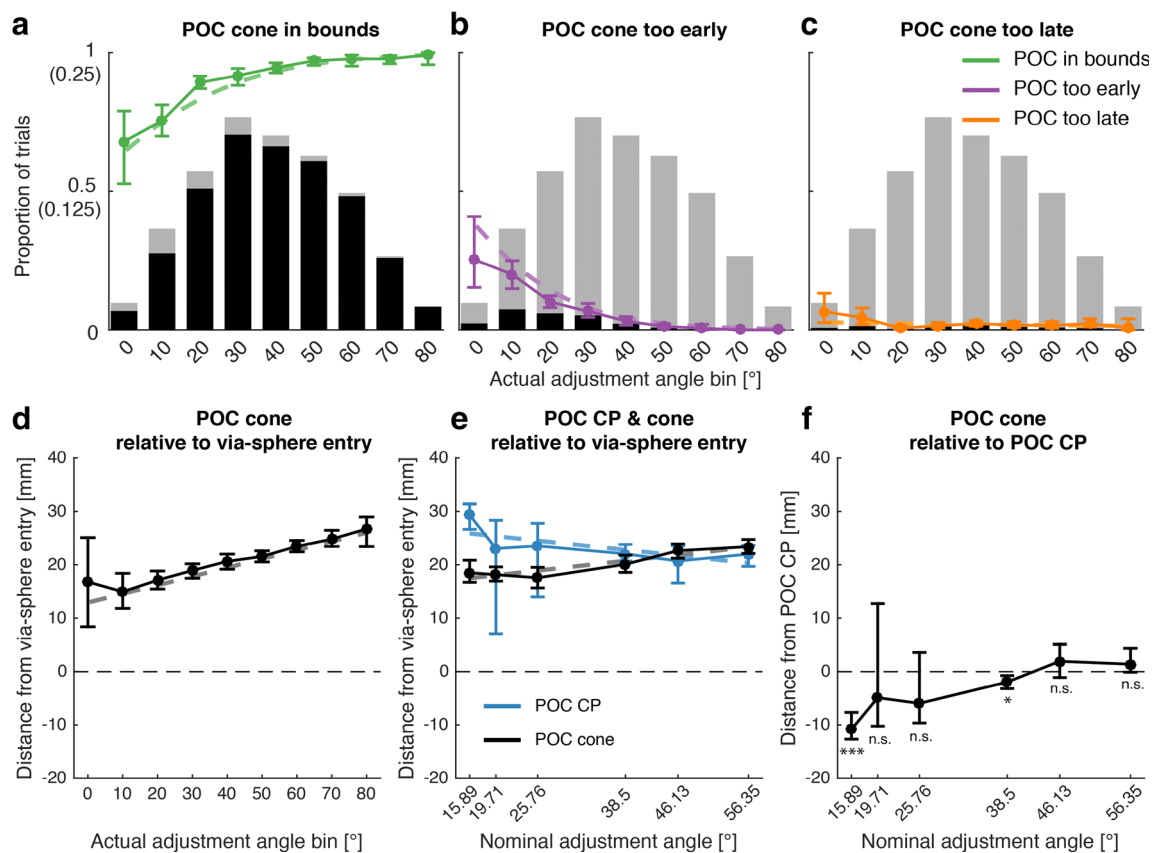 a POC cone in bounds
b POC cone too early
c POC cone too late
1
(0.25)
0.5
(0.125)
0
Proportion of trials
POC in bounds
POC too early
POC too late
0 10 20 30 40 50 60 70 80
0 10 20 30 40 50 60 70 80
0 10 20 30 40 50 60 70 80
Actual adjustment angle bin [°]
d POC cone
relative to via-sphere entry
e POC CP & cone
relative to via-sphere entry
f POC cone
relative to POC CP
Distance from via-sphere entry [mm]
40
30
20
10
0
-10
-20
0 10 20 30 40 50 60 70 80
Actual adjustment angle bin [°]
Distance from via-sphere entry [mm]
40
30
20
10
0
-10
-20
POC CP
POC cone
15.89 19.71 25.76 38.5 46.13 56.35
Nominal adjustment angle [°]
Distance from POC CP [mm]
40
30
20
10
0
-10
-20
*** n.s. n.s. * n.s. n.s.
15.89 19.71 25.76 38.5 46.13 56.35
Nominal adjustment angle [°]